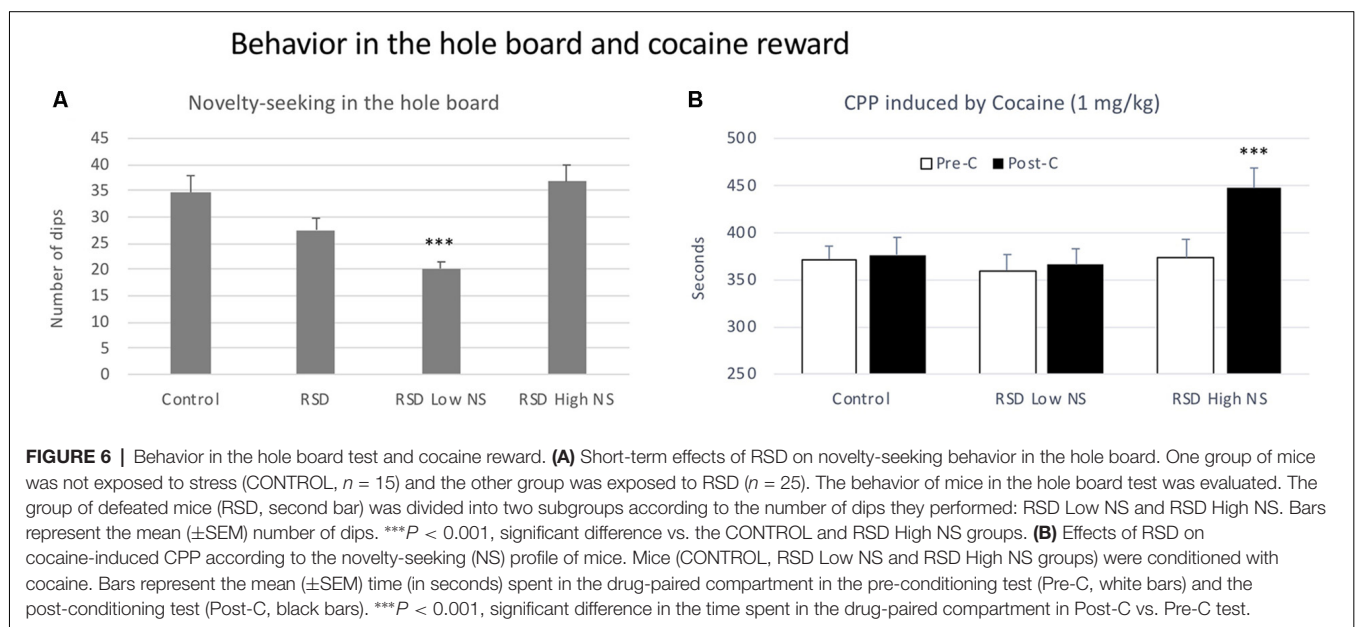 Behavior in the hole board and cocaine reward
A
Novelty-seeking in the hole board
Number of dips
45
40
35
30
25
20
15
10
5
0
***
Control
RSD
RSD Low NS
RSD High NS
B
CPP induced by Cocaine (1 mg/kg)
Seconds
500
450
400
350
300
250
Pre-C
Post-C
***
Control
RSD Low NS
RSD High NS
FIGURE 6 | Behavior in the hole board test and cocaine reward. (A) Short-term effects of RSD on novelty-seeking behavior in the hole board. One group of mice
was not exposed to stress (CONTROL, n = 15) and the other group was exposed to RSD (n = 25). The behavior of mice in the hole board test was evaluated. The
group of defeated mice (RSD, second bar) was divided into two subgroups according to the number of dips they performed: RSD Low NS and RSD High NS. Bars
represent the mean (±SEM) number of dips. ***P < 0.001, significant difference vs. the CONTROL and RSD High NS groups. (B) Effects of RSD on
cocaine-induced CPP according to the novelty-seeking (NS) profile of mice. Mice (CONTROL, RSD Low NS and RSD High NS groups) were conditioned with
cocaine. Bars represent the mean (±SEM) time (in seconds) spent in the drug-paired compartment in the pre-conditioning test (Pre-C, white bars) and the
post-conditioning test (Post-C, black bars). ***P < 0.001, significant difference in the time spent in the drug-paired compartment in Post-C vs. Pre-C test.